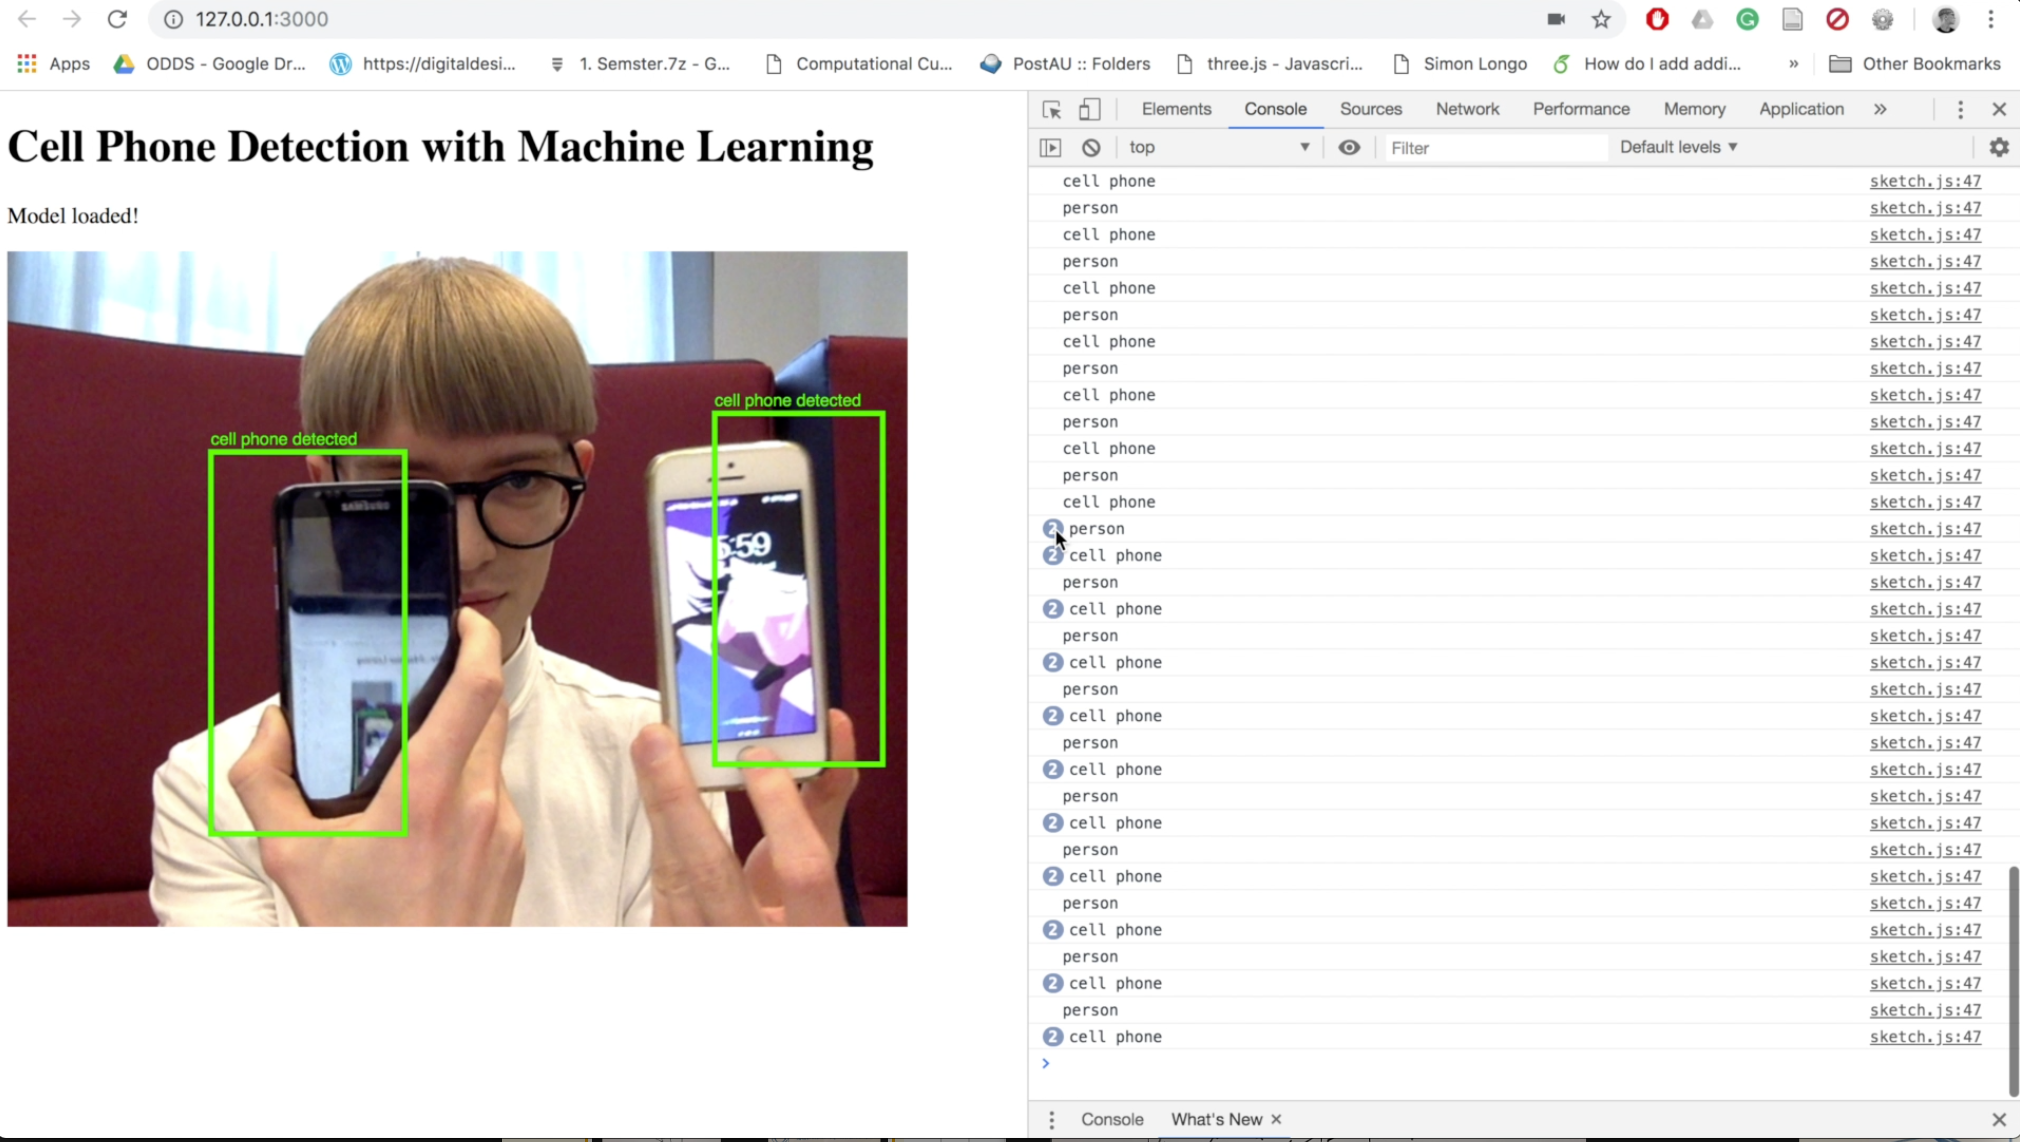 127.0.0.1:3000
Apps
ODDS - Google Dr...
https://digitaldesi...
1. Semster.7z - G...
Computational Cu...
PostAU :: Folders
three.js - Javascri...
Simon Longo
How do I add addi...
»
Other Bookmarks
Cell Phone Detection with Machine Learning
Model loaded!
cell phone detected
cell phone detected
SAMSUNG
5:59
Elements Console Sources Network Performance Memory Application »
top Filter Default levels
cell phone sketch.js:47
person sketch.js:47
cell phone sketch.js:47
person sketch.js:47
cell phone sketch.js:47
person sketch.js:47
cell phone sketch.js:47
person sketch.js:47
cell phone sketch.js:47
person sketch.js:47
cell phone sketch.js:47
person sketch.js:47
cell phone sketch.js:47
2 person sketch.js:47
2 cell phone sketch.js:47
person sketch.js:47
2 cell phone sketch.js:47
person sketch.js:47
2 cell phone sketch.js:47
person sketch.js:47
2 cell phone sketch.js:47
person sketch.js:47
2 cell phone sketch.js:47
person sketch.js:47
2 cell phone sketch.js:47
person sketch.js:47
2 cell phone sketch.js:47
person sketch.js:47
2 cell phone sketch.js:47
person sketch.js:47
2 cell phone sketch.js:47
person sketch.js:47
2 cell phone sketch.js:47
>
Console What's New ×